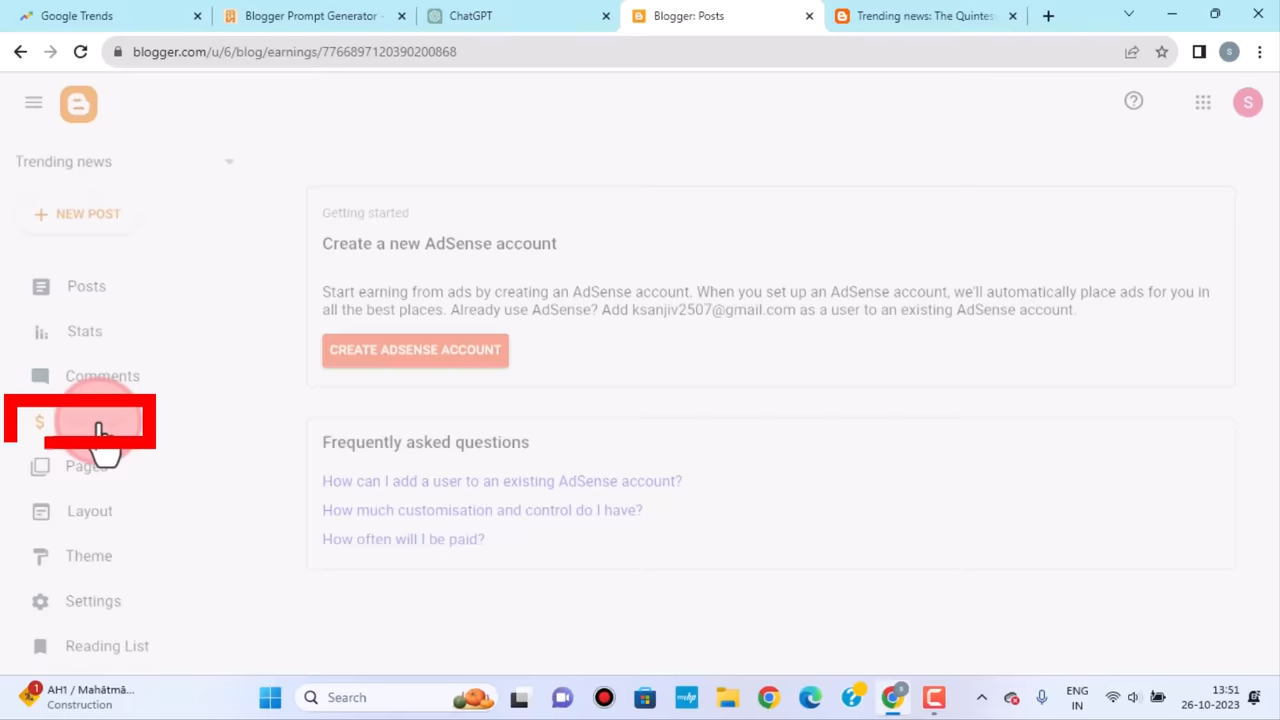 Google Trends
Blogger Prompt Generator -
ChatGPT
Blogger: Posts
Trending news: The Quintes
blogger.com/u/6/blog/earnings/7766897120390200868
S
S
Trending news
NEW POST
Getting started
Create a new AdSense account
Start earning from ads by creating an AdSense account. When you set up an AdSense account, we'll automatically place ads for you in
all the best places. Already use AdSense? Add ksanjiv2507@gmail.com as a user to an existing AdSense account.
CREATE ADSENSE ACCOUNT
Posts
Stats
Comments
$
Pages
Layout
Theme
Settings
Reading List
Frequently asked questions
How can I add a user to an existing AdSense account?
How much customisation and control do I have?
How often will I be paid?
1
AH1 / Mahātmā...
Construction
Search
myhp
ENG
IN
13:51
26-10-2023